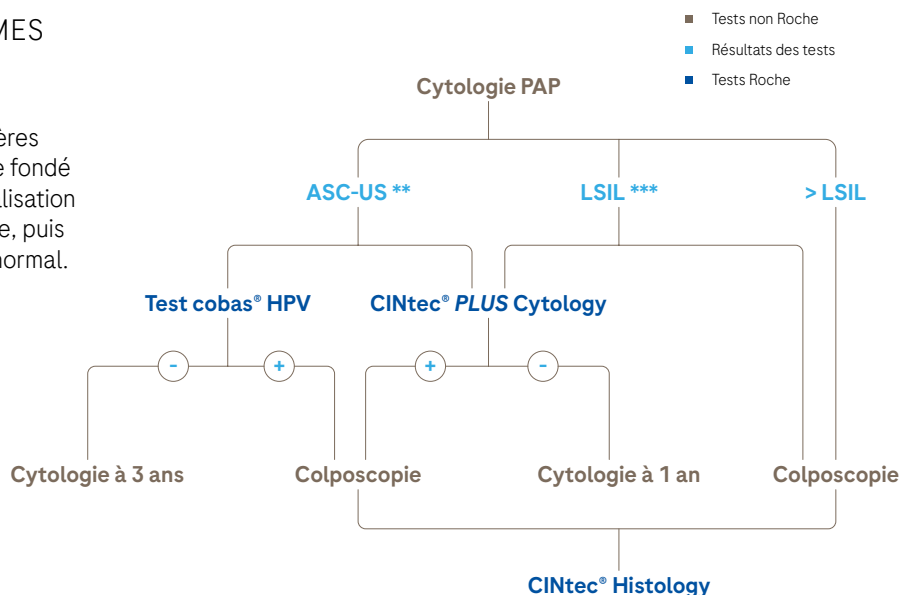 MES
ères
e fondé
alisation
e, puis
normal.
Tests non Roche
Résultats des tests
Tests Roche
Cytologie PAP
ASC-US **
LSIL ***
> LSIL
Test cobas® HPV
CINtec® PLUS Cytology
-
+
+
-
Cytologie à 3 ans
Colposcopie
Cytologie à 1 an
Colposcopie
CINtec® Histology